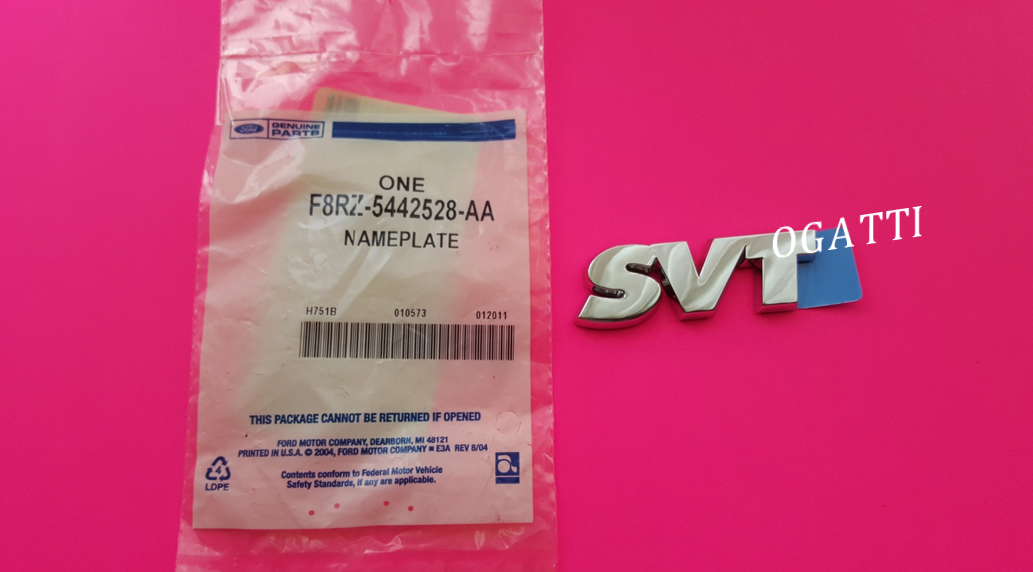 Ford
GENUINE
PARTS
ONE
F8RZ-5442528-AA
NAMEPLATE
H751B 010573 012011
THIS PACKAGE CANNOT BE RETURNED IF OPENED
FORD MOTOR COMPANY, DEARBORN, MI 48121
PRINTED IN U.S.A. © 2004, FORD MOTOR COMPANY E3A REV 8/04
4
LDPE
Contents conform to Federal Motor Vehicle
Safety Standards, if any are applicable.
SVT
OGATTI